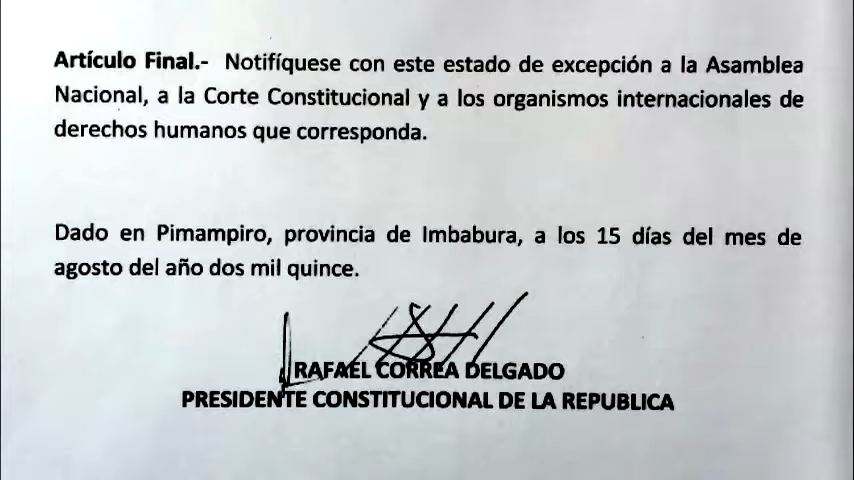 Artículo Final.- Notifíquese con este estado de excepción a la Asamblea
Nacional, a la Corte Constitucional y a los organismos internacionales de
derechos humanos que corresponda.
Dado en Pimampiro, provincia de Imbabura, a los 15 días del mes de
agosto del año dos mil quince.
RAFAEL CORREA DELGADO
PRESIDENTE CONSTITUCIONAL DE LA REPUBLICA